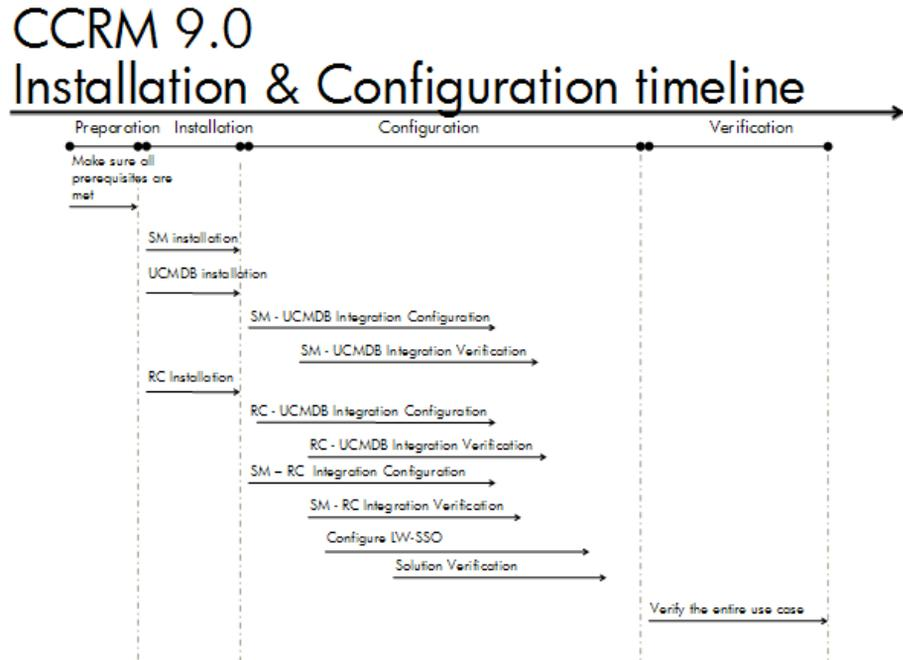 CCRM 9.0
Installation & Configuration timeline
Preparation Installation Configuration Verification
Make sure all
prerequisites are
met
SM installation
UCMDB installation
SM - UCMDB Integration Configuration
SM - UCMDB Integration Verification
RC Installation
RC - UCMDB Integration Configuration
RC - UCMDB Integration Verification
SM – RC Integration Configuration
SM - RC Integration Verification
Configure LW-SSO
Solution Verification
Verify the entire use case